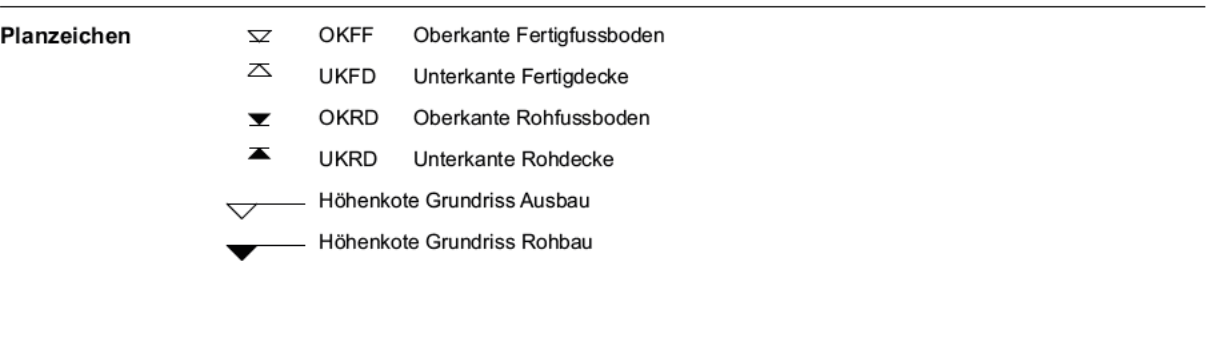 Planzeichen OKFF Oberkante Fertigfussboden
UKFD Unterkante Fertigdecke
OKRD Oberkante Rohfussboden
UKRD Unterkante Rohdecke
Höhenkote Grundriss Ausbau
Höhenkote Grundriss Rohbau